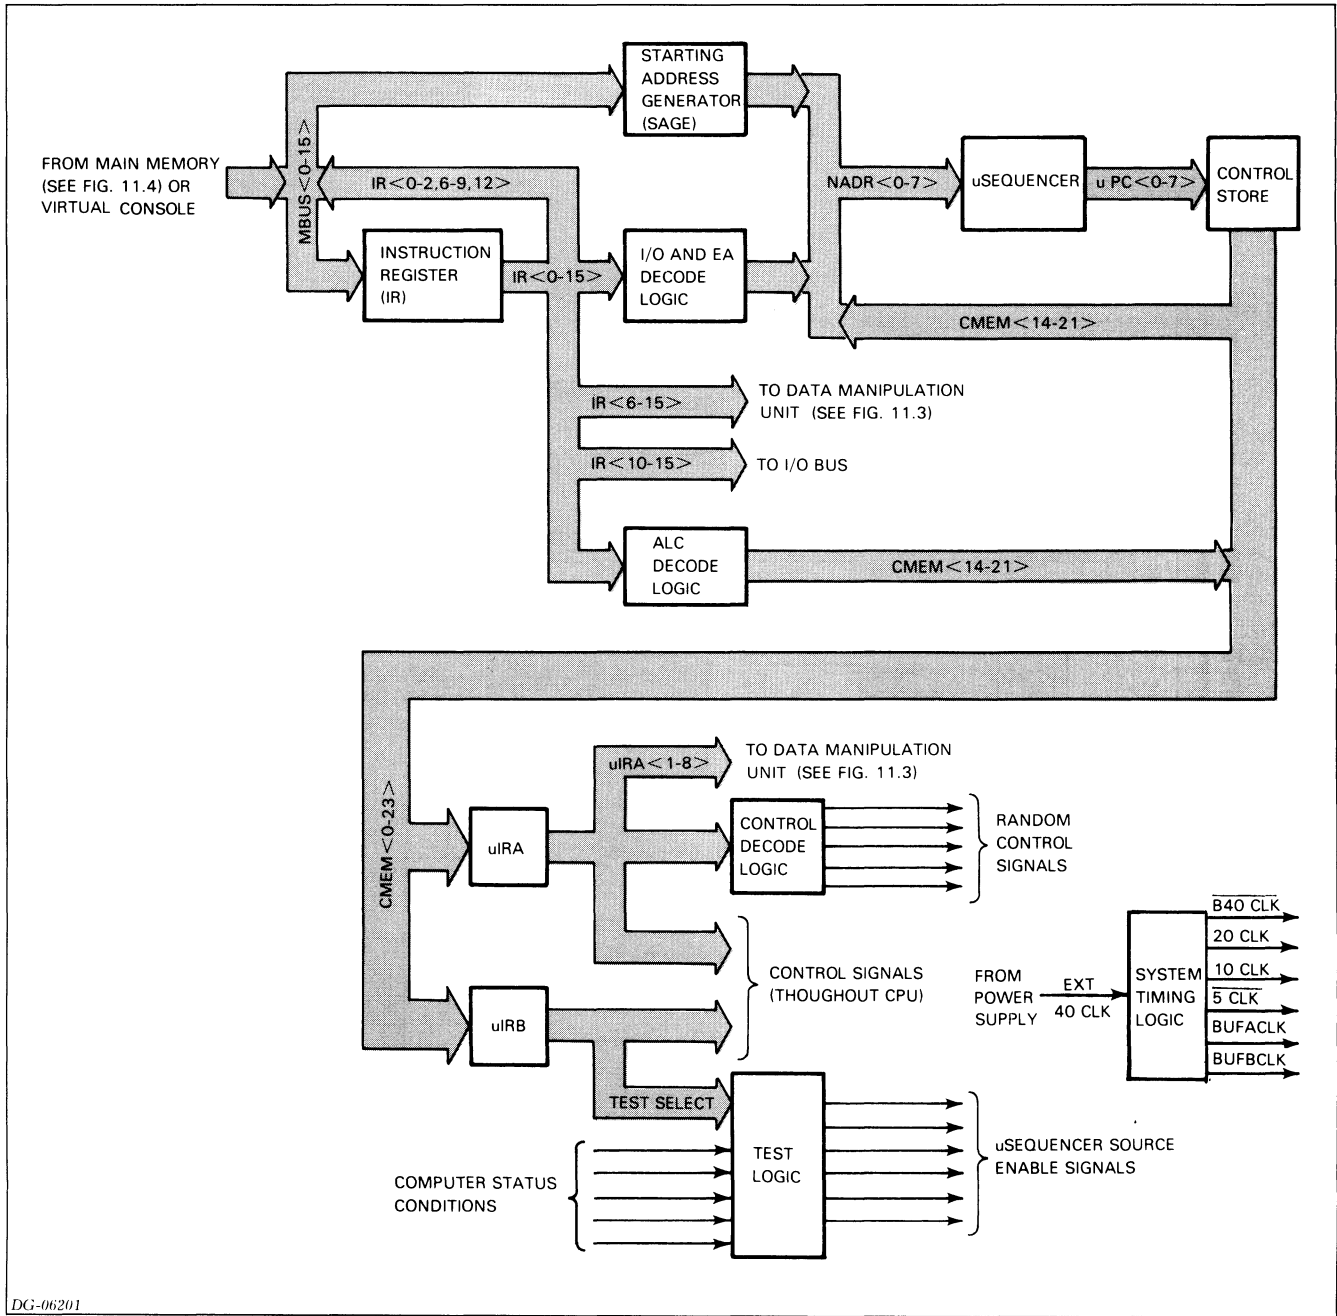 STARTING
ADDRESS
GENERATOR
(SAGE)
FROM MAIN MEMORY
(SEE FIG. 11.4) OR
VIRTUAL CONSOLE
MBUS<0-15>
IR<0-2,6-9,12>
NADR<0-7>
uSEQUENCER
u PC<0-7>
CONTROL
STORE
INSTRUCTION
REGISTER
(IR)
IR<0-15>
I/O AND EA
DECODE
LOGIC
CMEM<14-21>
IR<6-15>
TO DATA MANIPULATION
UNIT (SEE FIG. 11.3)
IR<10-15>
TO I/O BUS
ALC
DECODE
LOGIC
CMEM<14-21>
CMEM<0-23>
uIRA<1-8>
TO DATA MANIPULATION
UNIT (SEE FIG. 11.3)
uIRA
CONTROL
DECODE
LOGIC
RANDOM
CONTROL
SIGNALS
uIRB
CONTROL SIGNALS
(THOUGHOUT CPU)
FROM
POWER
SUPPLY
EXT
40 CLK
SYSTEM
TIMING
LOGIC
B40 CLK
20 CLK
10 CLK
5 CLK
BUFACLK
BUFBCLK
TEST SELECT
TEST
LOGIC
COMPUTER STATUS
CONDITIONS
uSEQUENCER SOURCE
ENABLE SIGNALS
DG-06201